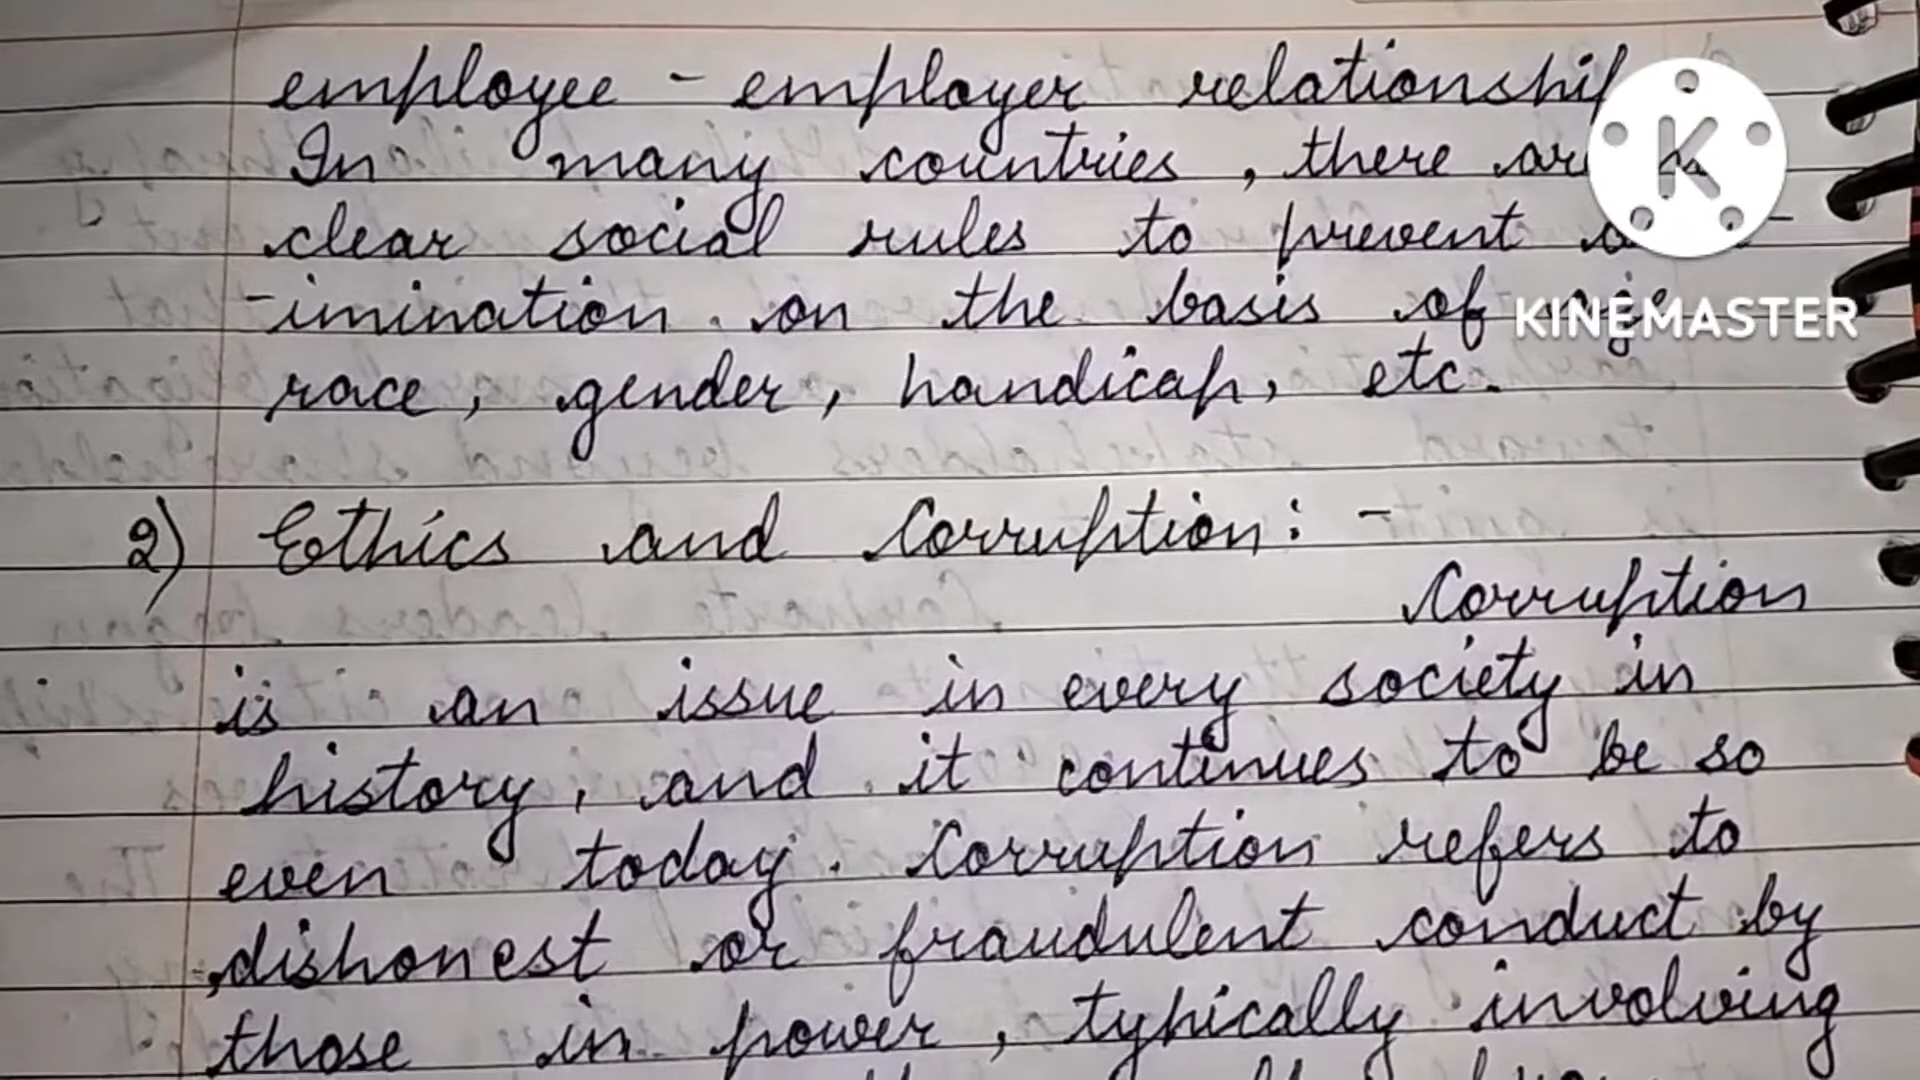 employee - employer relationship
In many countries, there are no
clear social rules to prevent
-imination on the basis of age
race, gender, handicap, etc.
2) Ethics and Corruption: -
Corruption
is an issue in every society in
history, and it continues to be so
even today. Corruption refers to
dishonest or fraudulent conduct by
those in power, typically involving
KINEMASTER